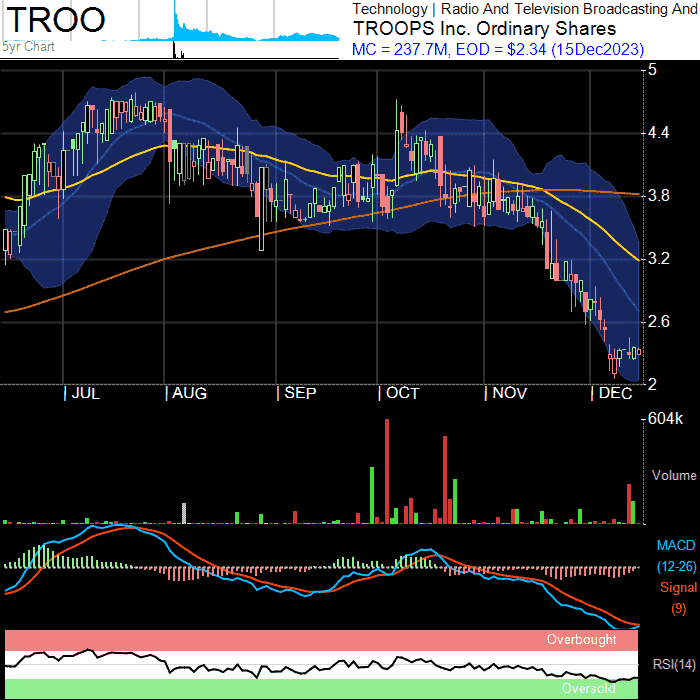 TROO
5yr Chart
Technology | Radio And Television Broadcasting And
TROOPS Inc. Ordinary Shares
MC = 237.7M, EOD = $2.34 (15Dec2023)
5
4.4
3.8
3.2
2.6
2
| JUL | AUG | SEP | OCT | NOV | DEC
604k
Volume
MACD
(12-26)
Signal
(9)
Overbought
RSI(14)
Oversold